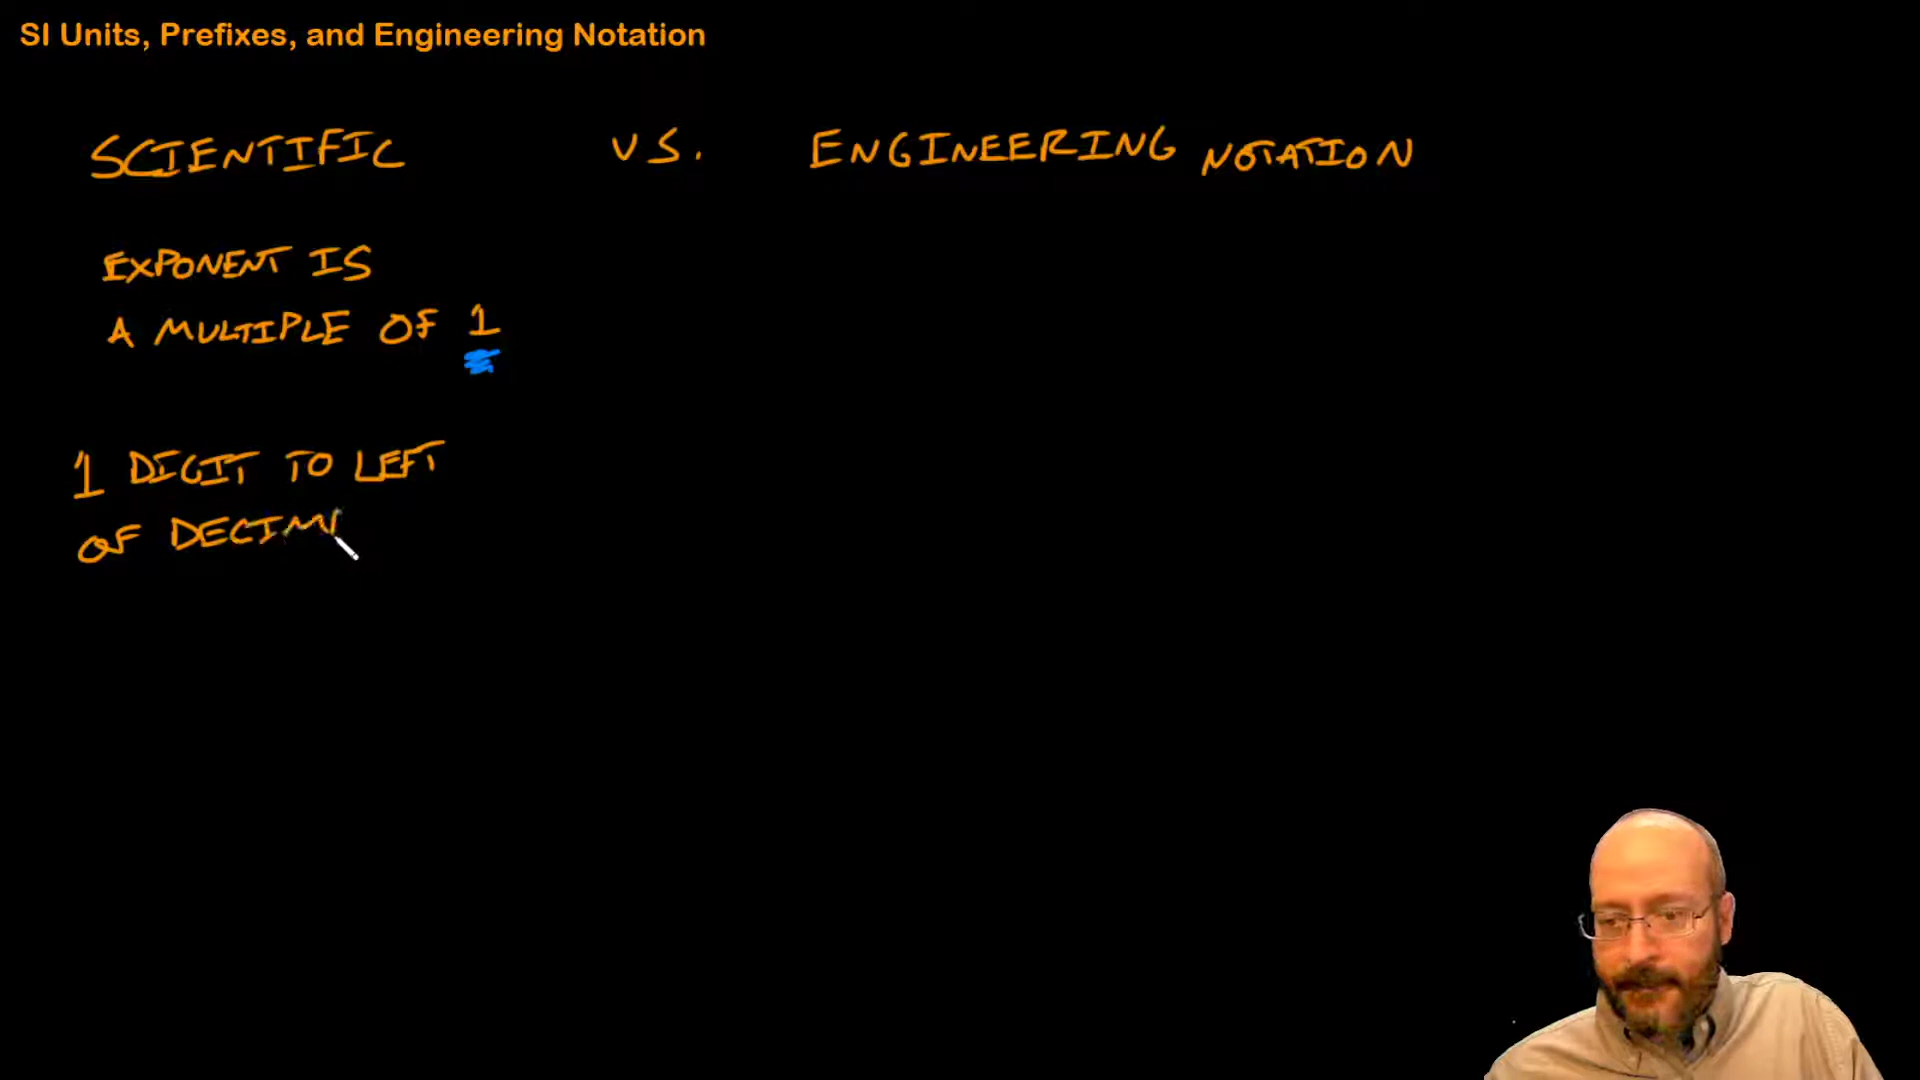 SI Units, Prefixes, and Engineering Notation
SCIENTIFIC VS. ENGINEERING NOTATION
EXPONENT IS
A MULTIPLE OF 1
1 DIGIT TO LEFT
OF DECIM